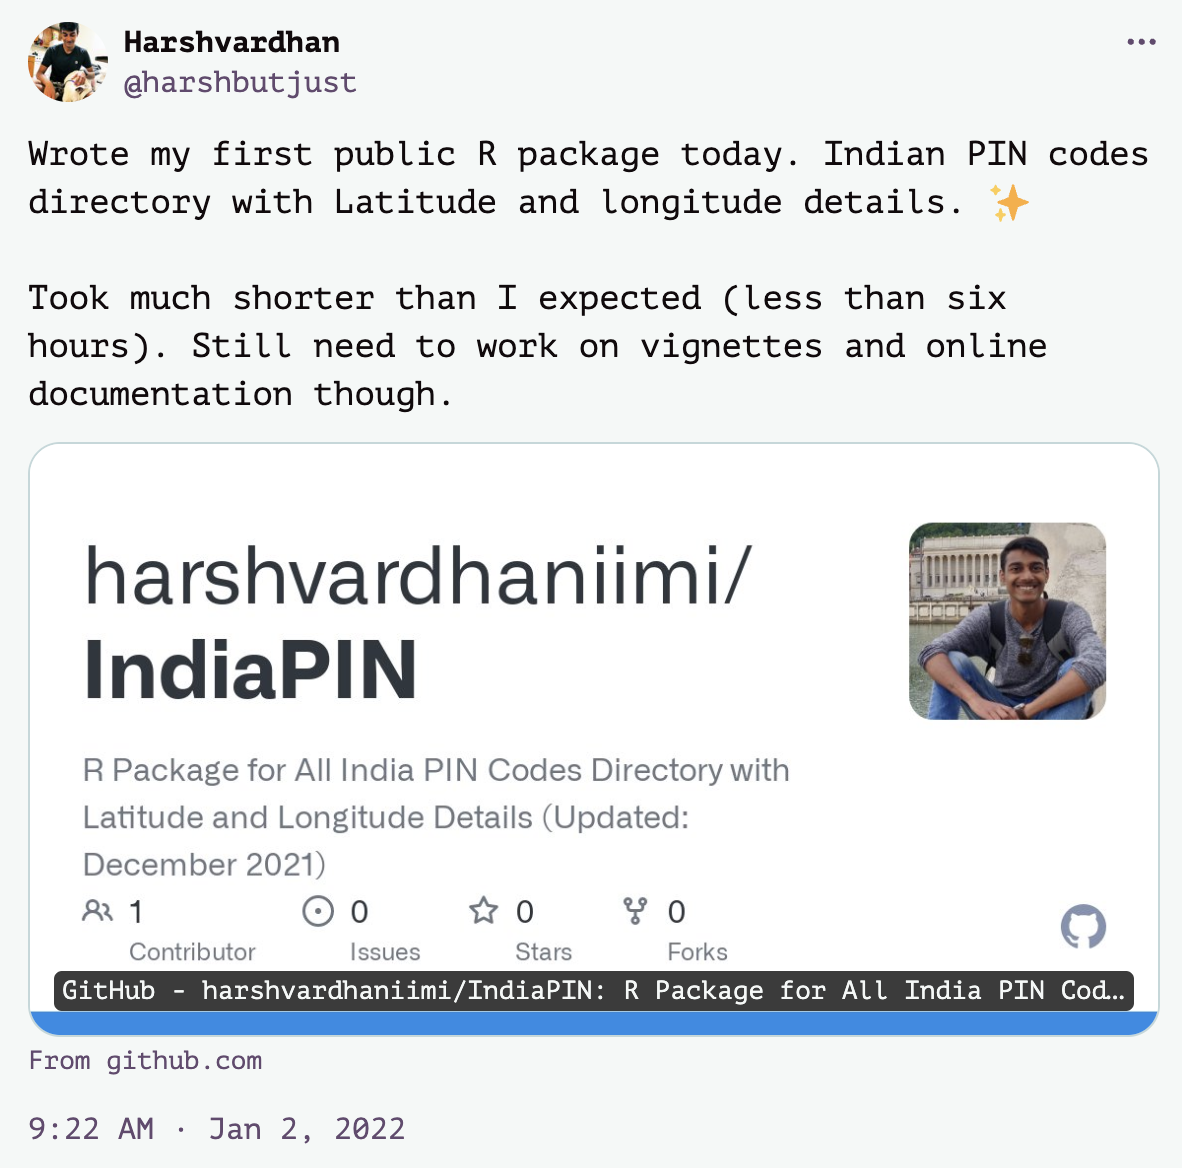 Harshvardhan
@harshbutjust
Wrote my first public R package today. Indian PIN codes
directory with Latitude and longitude details. ✨
Took much shorter than I expected (less than six
hours). Still need to work on vignettes and online
documentation though.
harshvardhaniimi/
IndiaPIN
R Package for All India PIN Codes Directory with
Latitude and Longitude Details (Updated:
December 2021)
1 0 0 0
Contributor Issues Stars Forks
GitHub - harshvardhaniimi/IndiaPIN: R Package for All India PIN Cod…
From github.com
9:22 AM · Jan 2, 2022